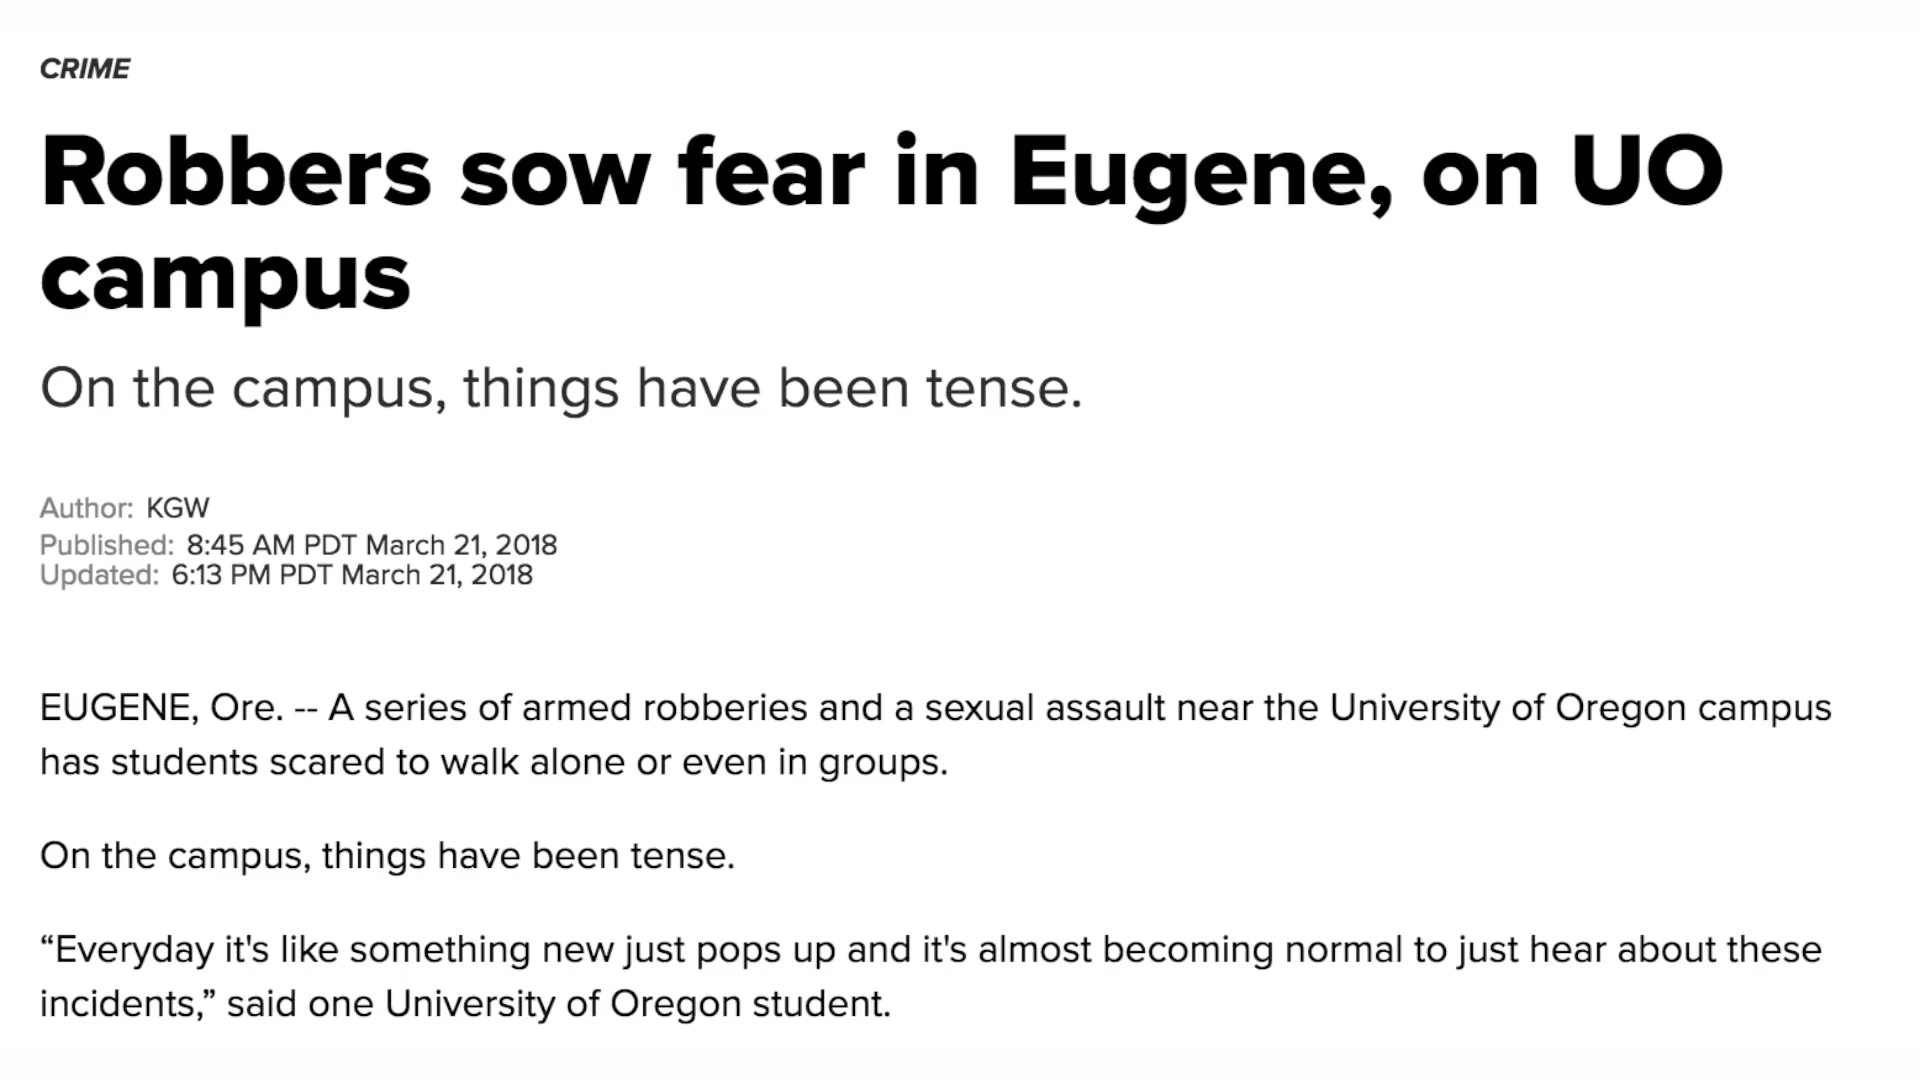 CRIME
Robbers sow fear in Eugene, on UO
campus
On the campus, things have been tense.
Author: KGW
Published: 8:45 AM PDT March 21, 2018
Updated: 6:13 PM PDT March 21, 2018
EUGENE, Ore. -- A series of armed robberies and a sexual assault near the University of Oregon campus
has students scared to walk alone or even in groups.
On the campus, things have been tense.
“Everyday it's like something new just pops up and it's almost becoming normal to just hear about these
incidents,” said one University of Oregon student.